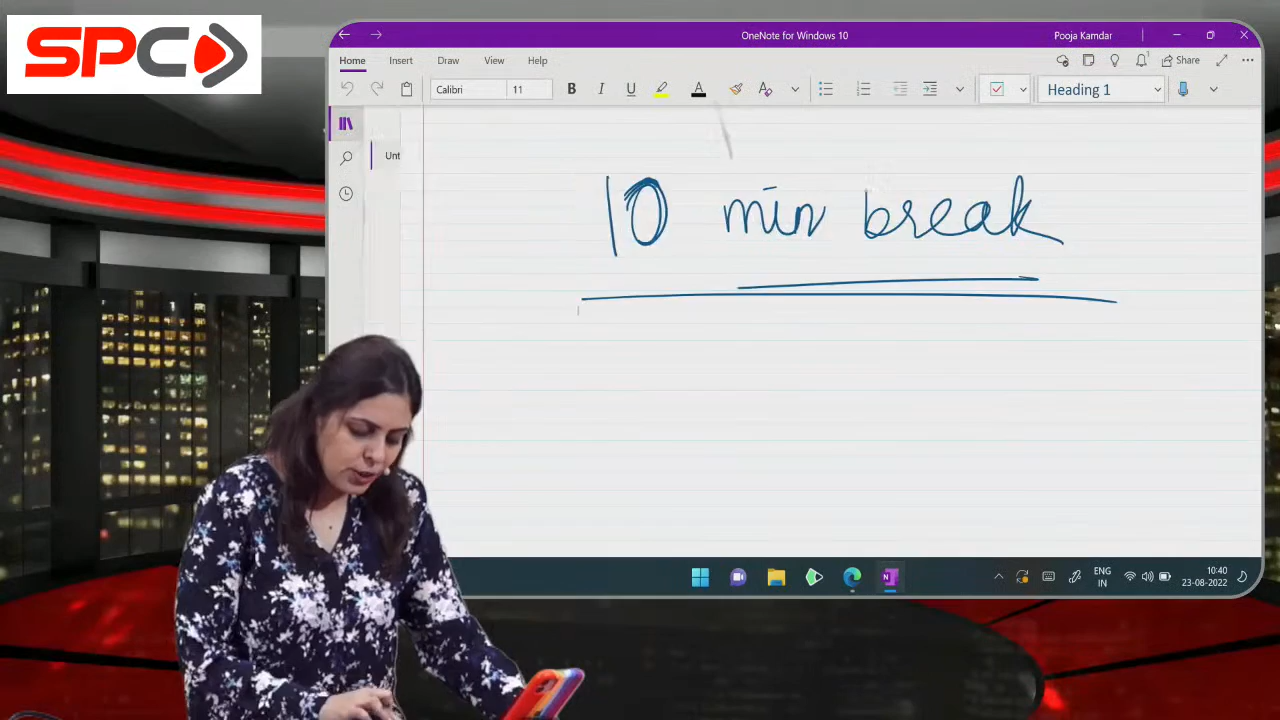 SPC
OneNote for Windows 10
Pooja Kamdar
Home Insert Draw View Help
1
Share
Calibri 11 B I U A A Heading 1
Unt
10 min break
N
ENG
IN
10:40
23-08-2022